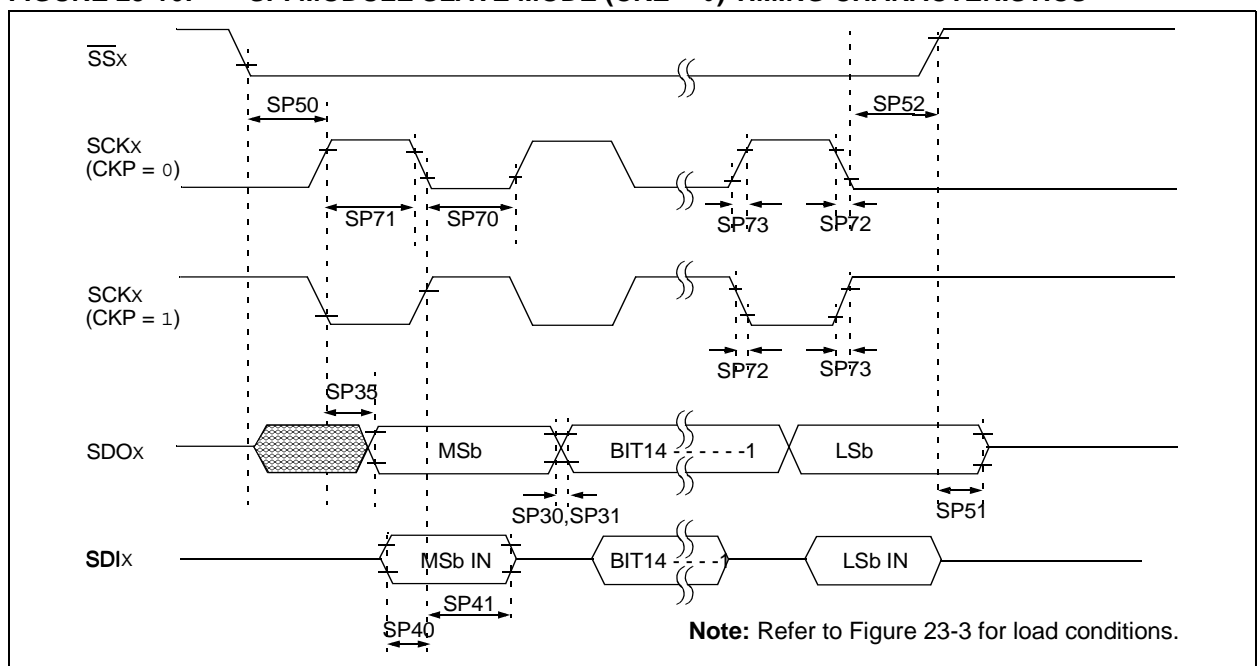 SSX
SP50
SP52
SCKX
(CKP = 0)
SP71
SP70
SP73
SP72
SCKX
(CKP = 1)
SP72
SP73
SP35
SDOX
MSb
BIT14 - - - - - -1
LSb
SP30,SP31
SP51
SDIX
MSb IN
BIT14 - - - - -1
LSb IN
SP41
SP40
Note: Refer to Figure 23-3 for load conditions.